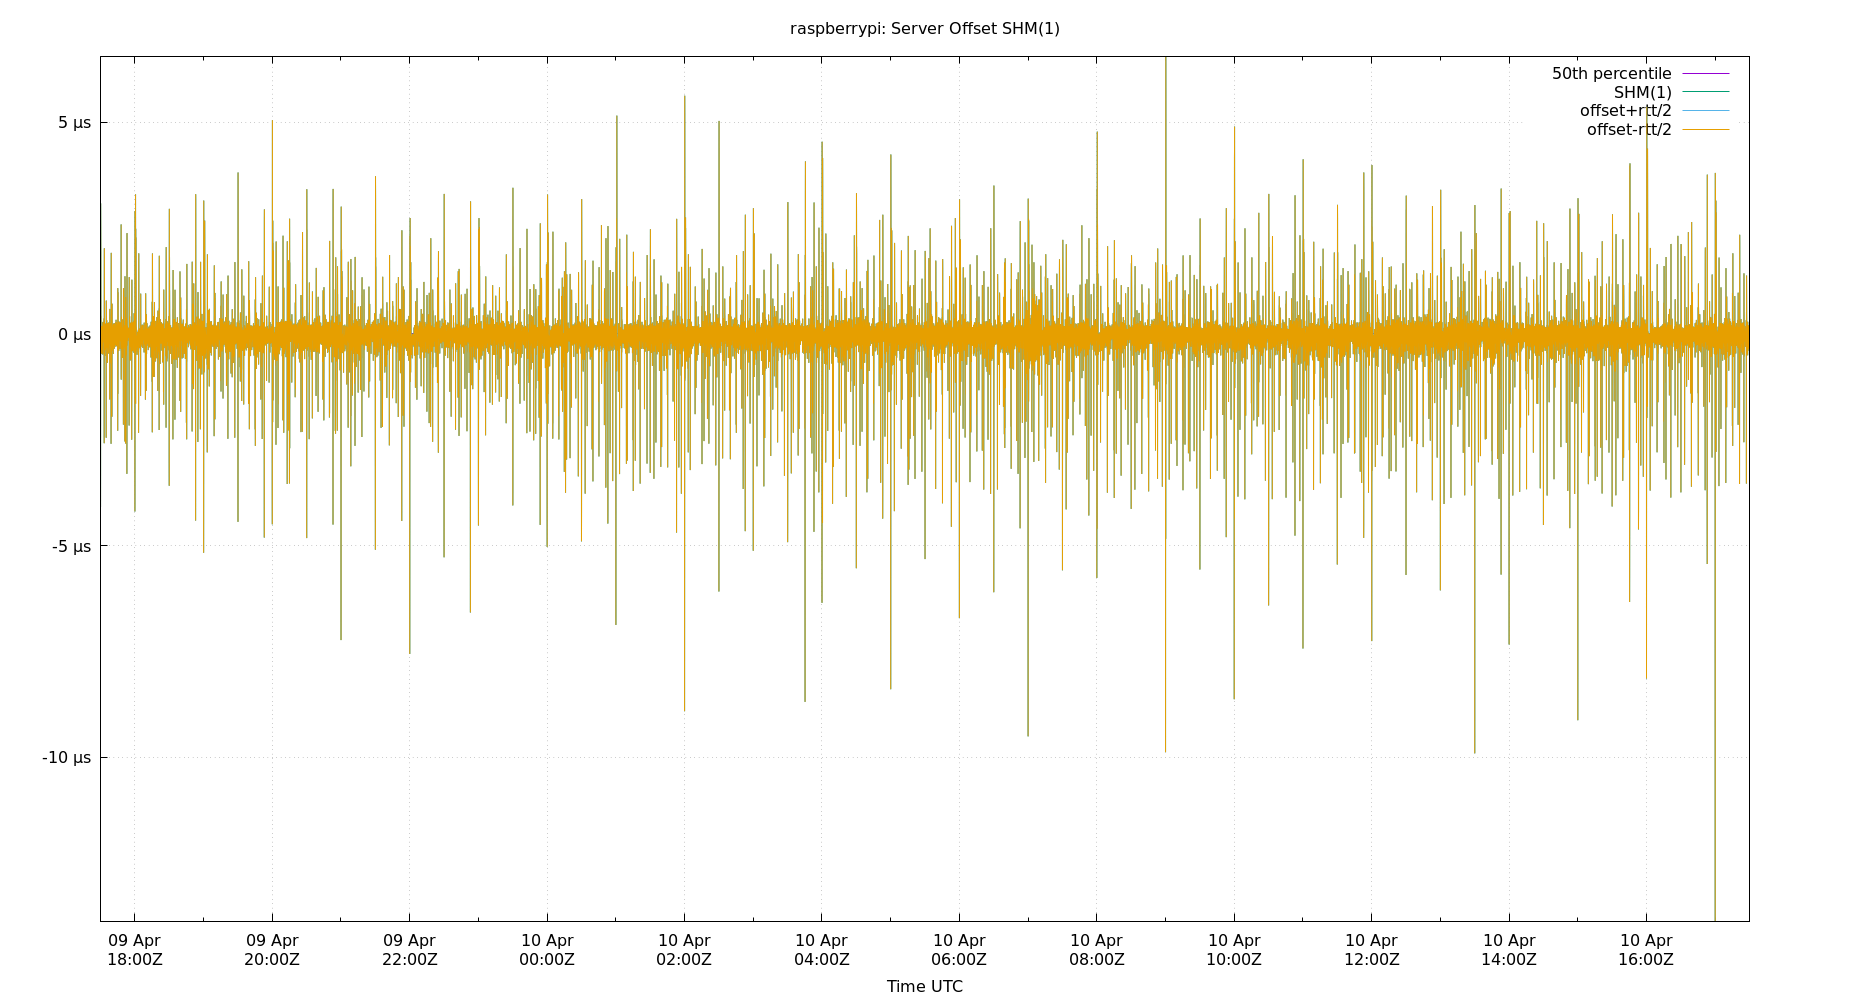 raspberrypi: Server Offset SHM(1)
50th percentile
SHM(1)
offset+rtt/2
offset-rtt/2
5 µs
0 µs
-5 µs
-10 µs
09 Apr 09 Apr 09 Apr 10 Apr 10 Apr 10 Apr 10 Apr 10 Apr 10 Apr 10 Apr 10 Apr 10 Apr
18:00Z 20:00Z 22:00Z 00:00Z 02:00Z 04:00Z 06:00Z 08:00Z 10:00Z 12:00Z 14:00Z 16:00Z
Time UTC